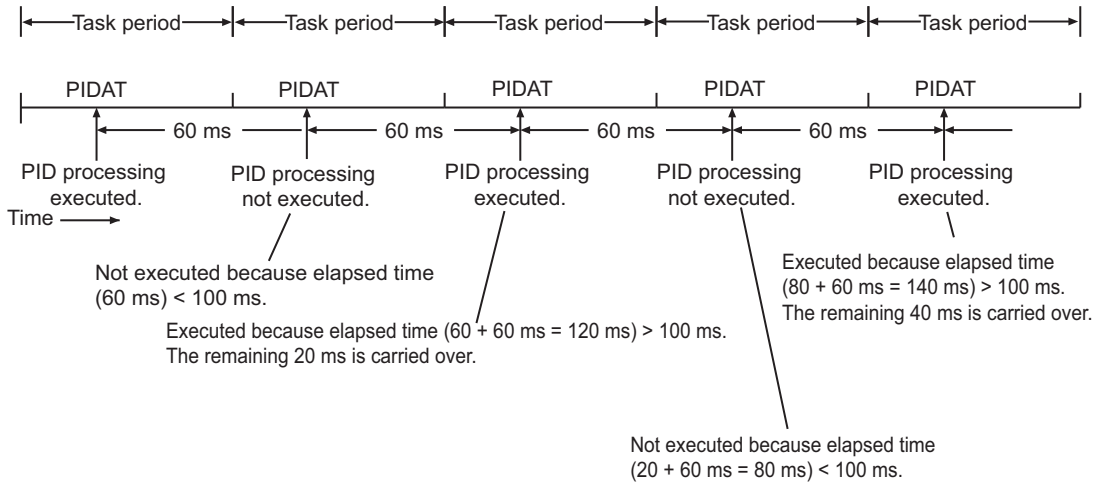 Task period Task period Task period Task period Task period
PIDAT PIDAT PIDAT PIDAT PIDAT
60 ms 60 ms 60 ms 60 ms
PID processing
executed.
PID processing
not executed.
PID processing
executed.
PID processing
not executed.
PID processing
executed.
Time
Not executed because elapsed time
(60 ms) < 100 ms.
Executed because elapsed time (60 + 60 ms = 120 ms) > 100 ms.
The remaining 20 ms is carried over.
Executed because elapsed time
(80 + 60 ms = 140 ms) > 100 ms.
The remaining 40 ms is carried over.
Not executed because elapsed time
(20 + 60 ms = 80 ms) < 100 ms.